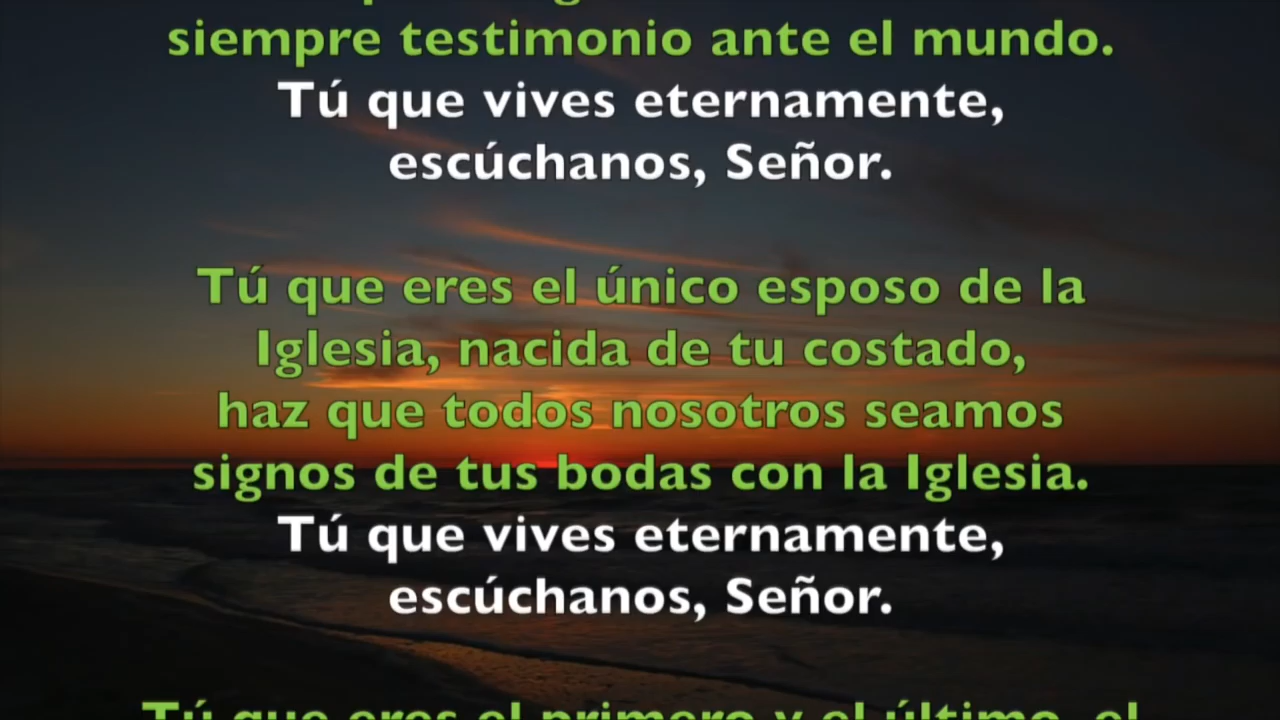 siempre testimonio ante el mundo.
Tú que vives eternamente,
escúchanos, Señor.
Tú que eres el único esposo de la
Iglesia, nacida de tu costado,
haz que todos nosotros seamos
signos de tus bodas con la Iglesia.
Tú que vives eternamente,
escúchanos, Señor.
Tú que eres el primero y el último, el